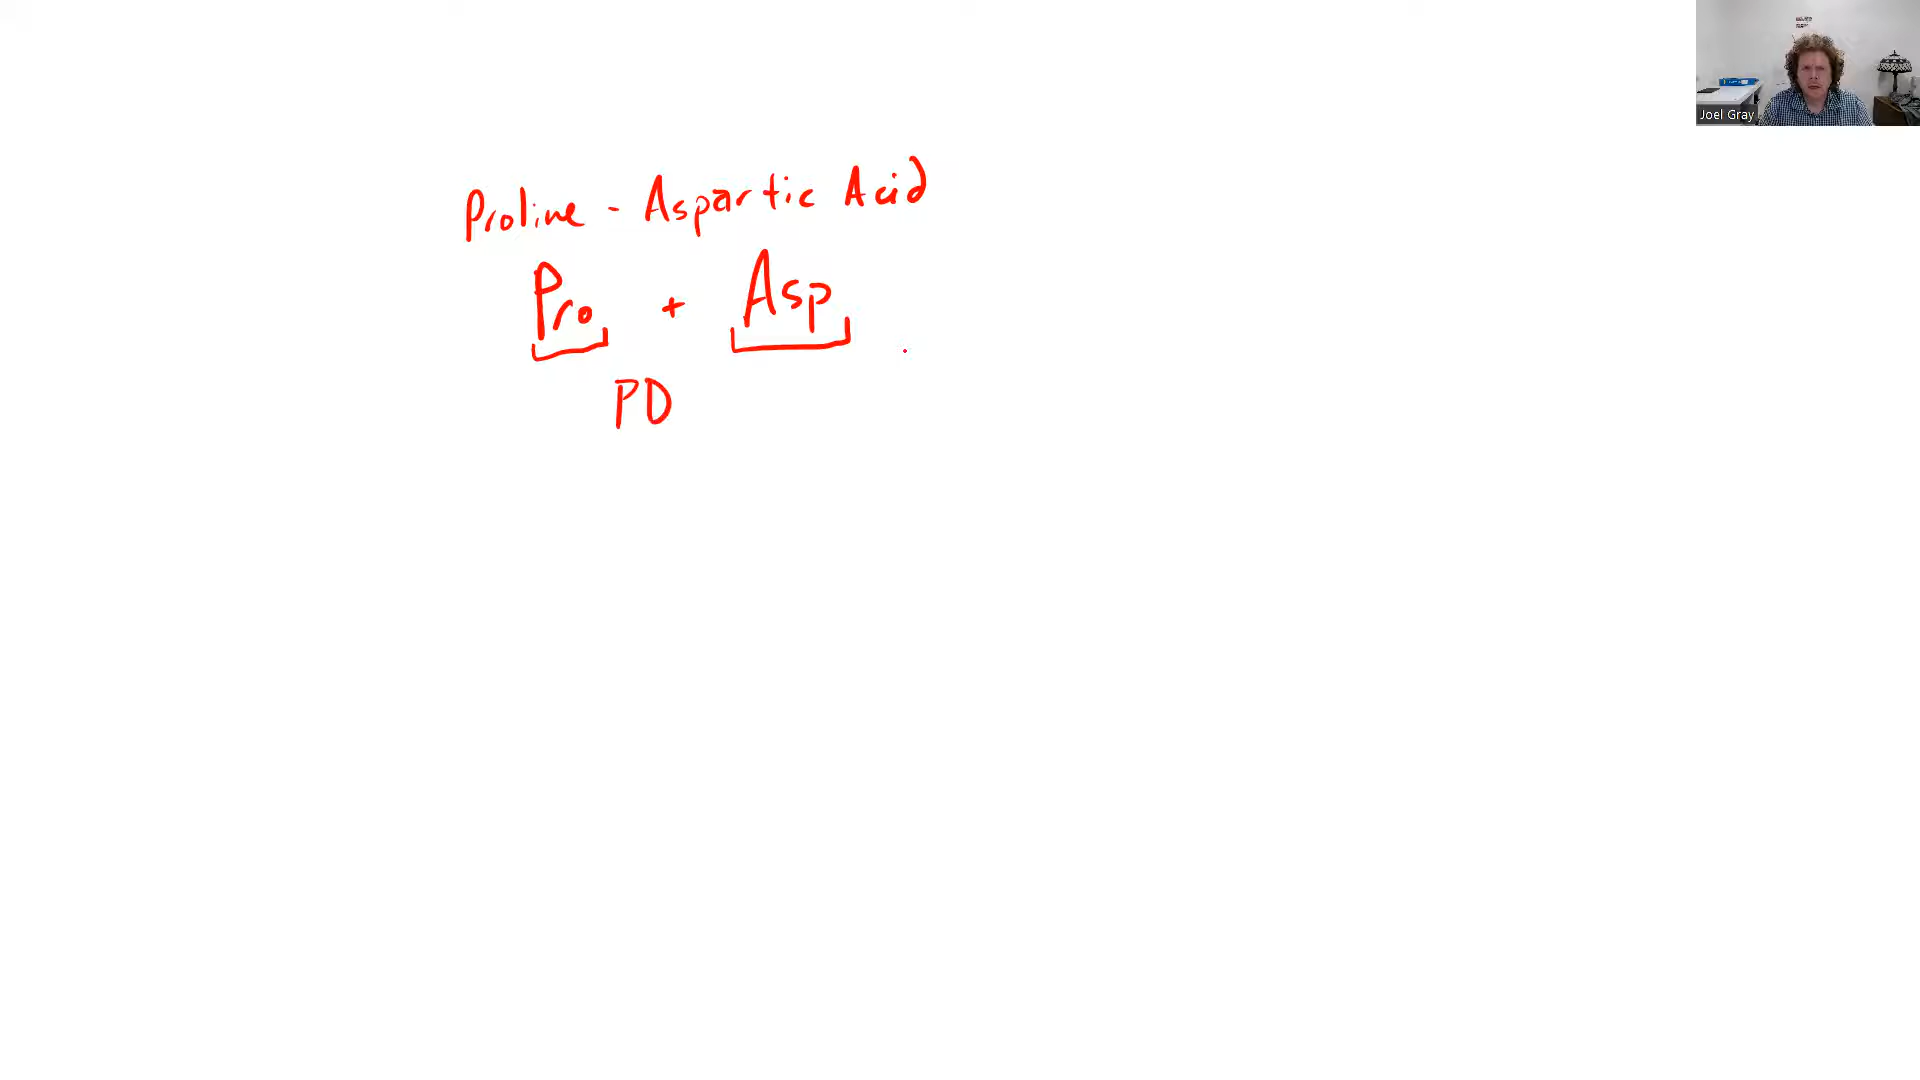 Proline - Aspartic Acid
Pro + Asp
PD
Joel Gray